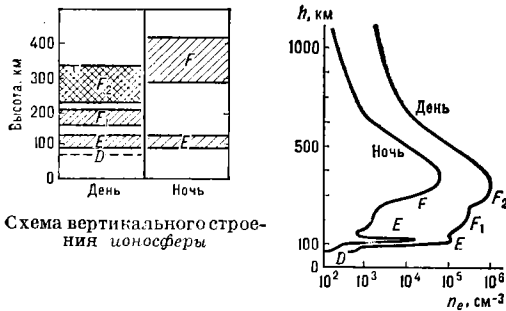 Высота, км
400
300
200
100
0
F₂
F₁
E
D
F
E
День
Ночь
Схема вертикального строе-
ния ионосферы
h, км
1000
500
100
0
День
Ночь
F
F₂
E
F₁
E
D
10² 10³ 10⁴ 10⁵ 10⁶
nₑ, см⁻³